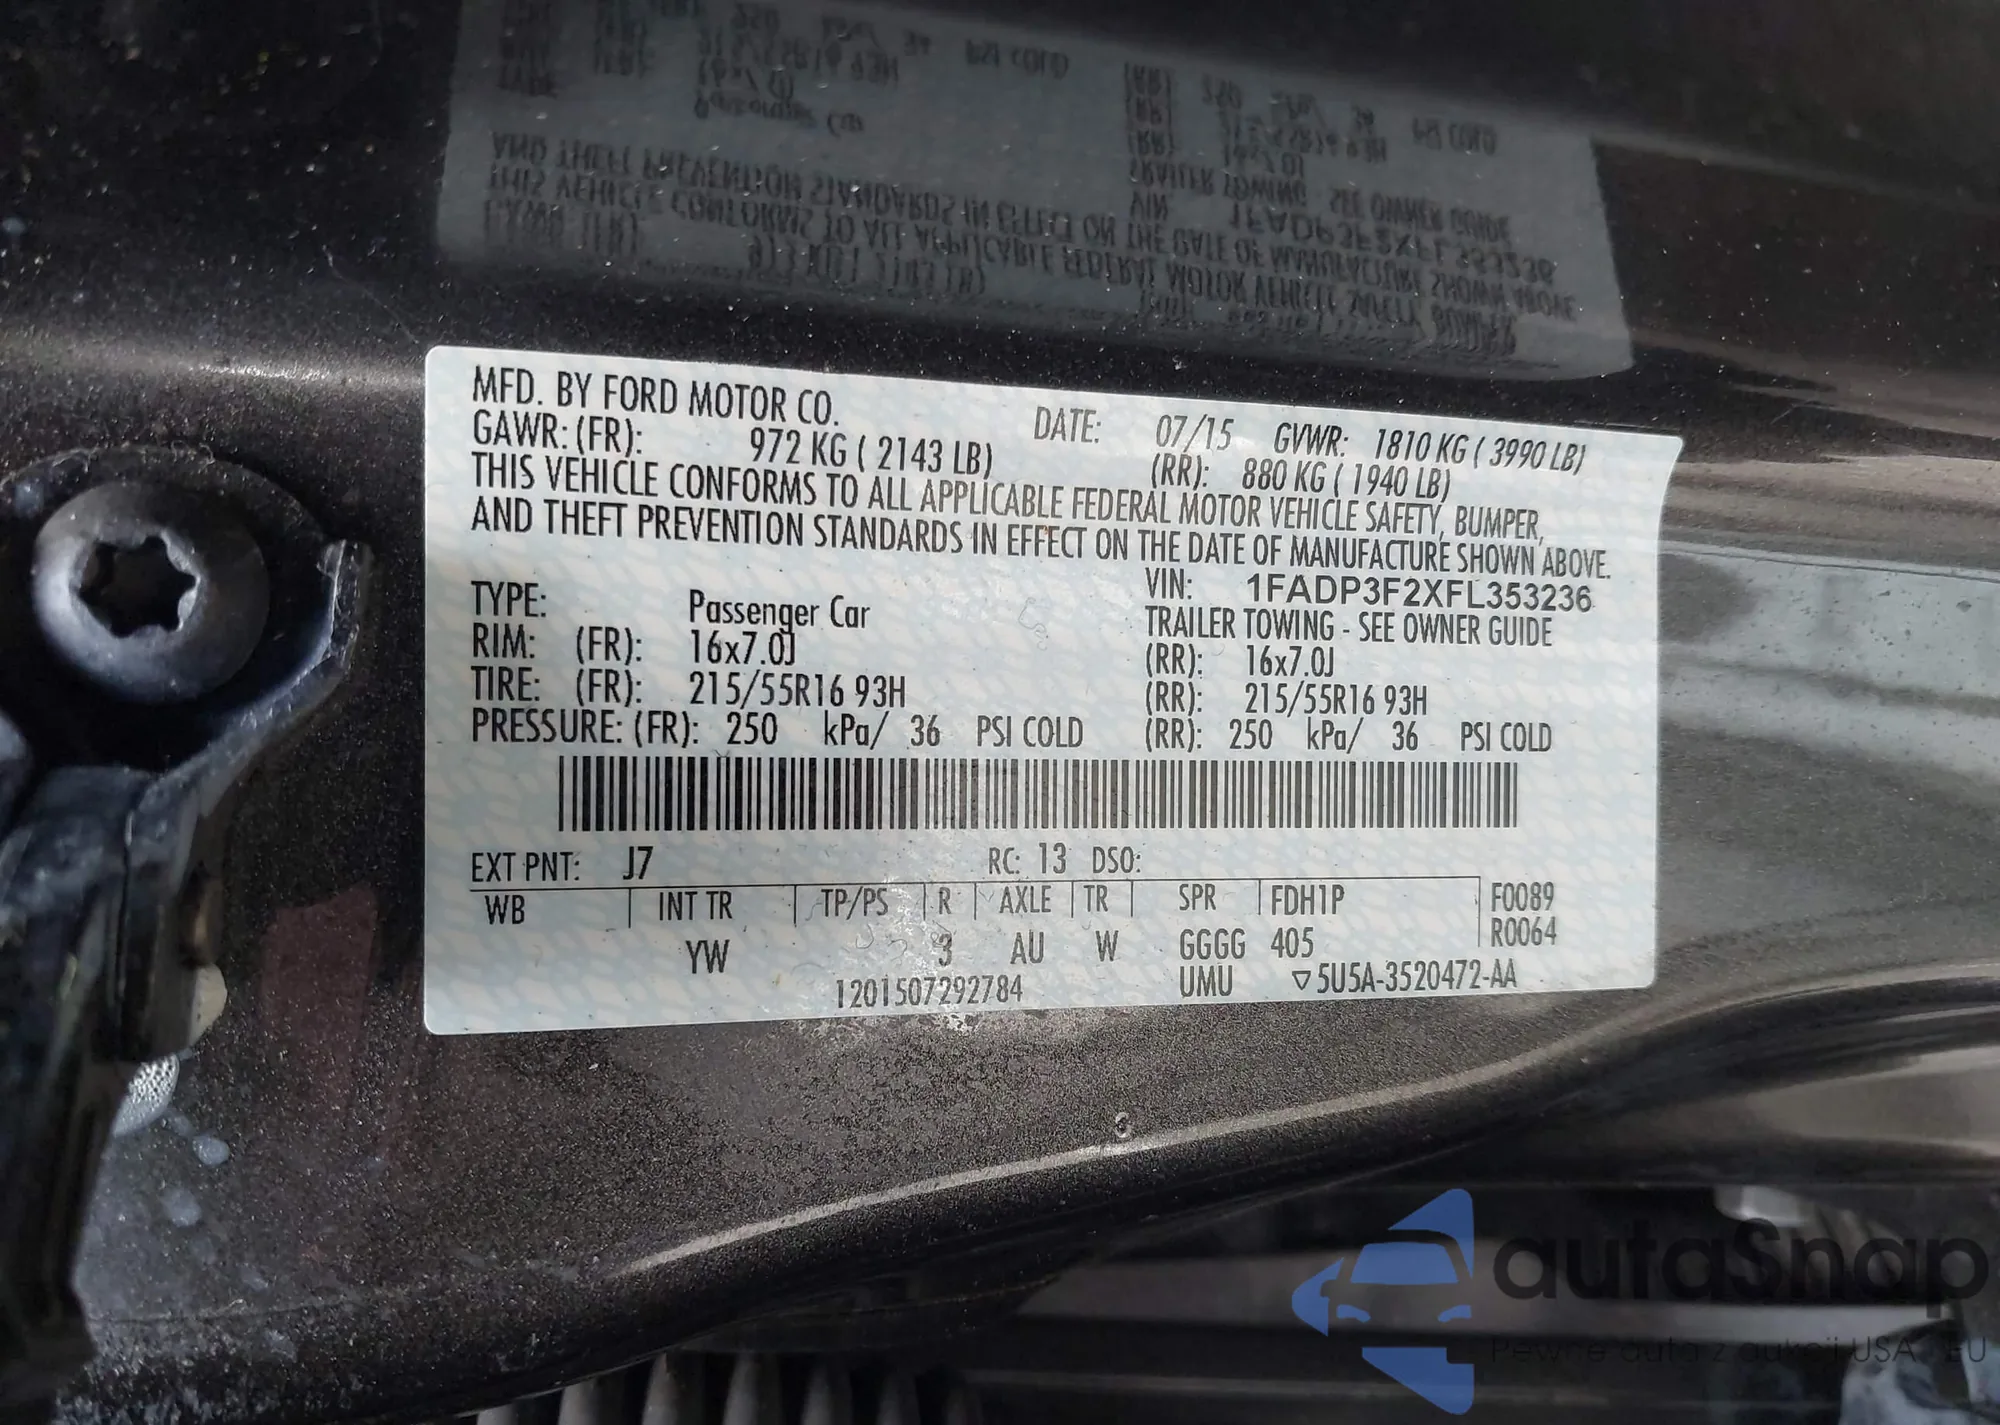 MFD. BY FORD MOTOR CO. DATE: 07/15 GVWR: 1810 KG ( 3990 LB)
GAWR: (FR): 972 KG ( 2143 LB) (RR): 880 KG ( 1940 LB)
THIS VEHICLE CONFORMS TO ALL APPLICABLE FEDERAL MOTOR VEHICLE SAFETY, BUMPER,
AND THEFT PREVENTION STANDARDS IN EFFECT ON THE DATE OF MANUFACTURE SHOWN ABOVE.
VIN: 1FADP3F2XFL353236
TYPE: Passenger Car TRAILER TOWING - SEE OWNER GUIDE
RIM: (FR): 16x7.0J (RR): 16x7.0J
TIRE: (FR): 215/55R16 93H (RR): 215/55R16 93H
PRESSURE: (FR): 250 kPa/ 36 PSI COLD (RR): 250 kPa/ 36 PSI COLD
EXT PNT: J7 RC: 13 DSO:
WB INT TR TP/PS R AXLE TR SPR FDH1P F0089
YW 3 AU W GGGG 405 R0064
1201507292784 UMU ▽5U5A-3520472-AA
autaSnap
Pewne auta z aukcji USA i EU